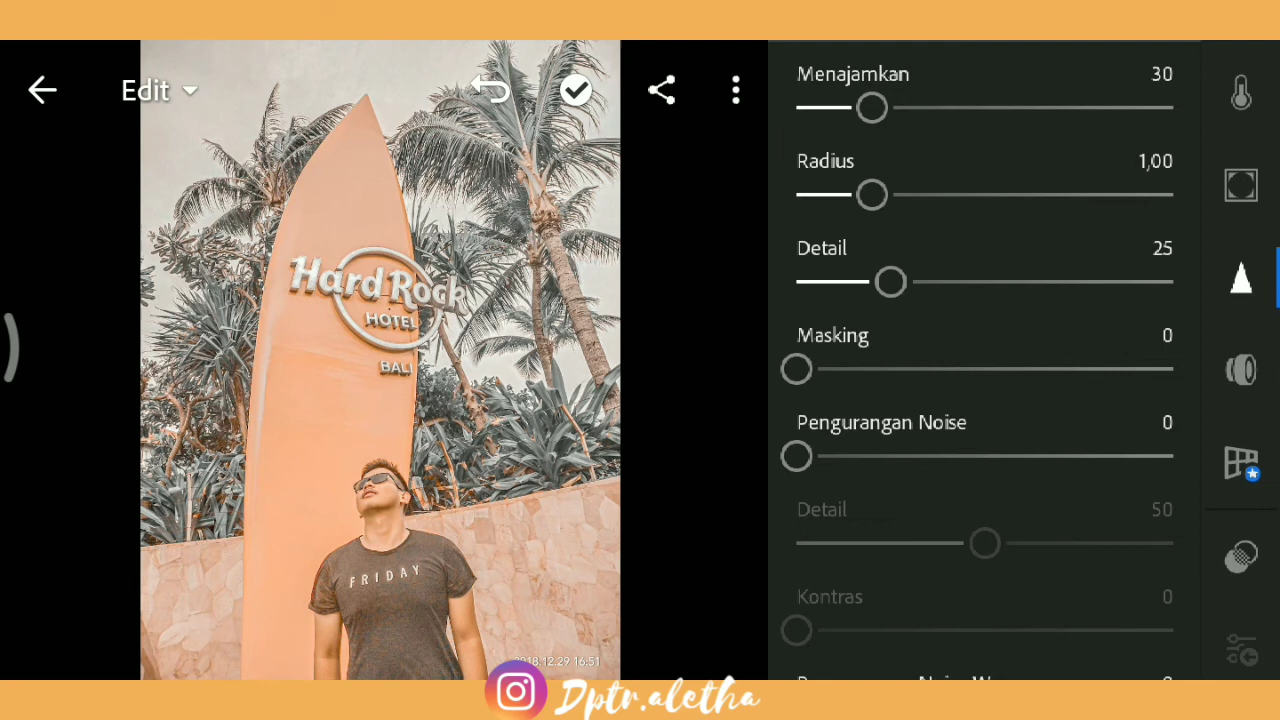 Edit
Hard Rock
HOTEL
BALI
FRIDAY
2018.12.29 16:51
Menajamkan 30
Radius 1,00
Detail 25
Masking 0
Pengurangan Noise 0
Detail 50
Kontras 0
Dptr.aletha